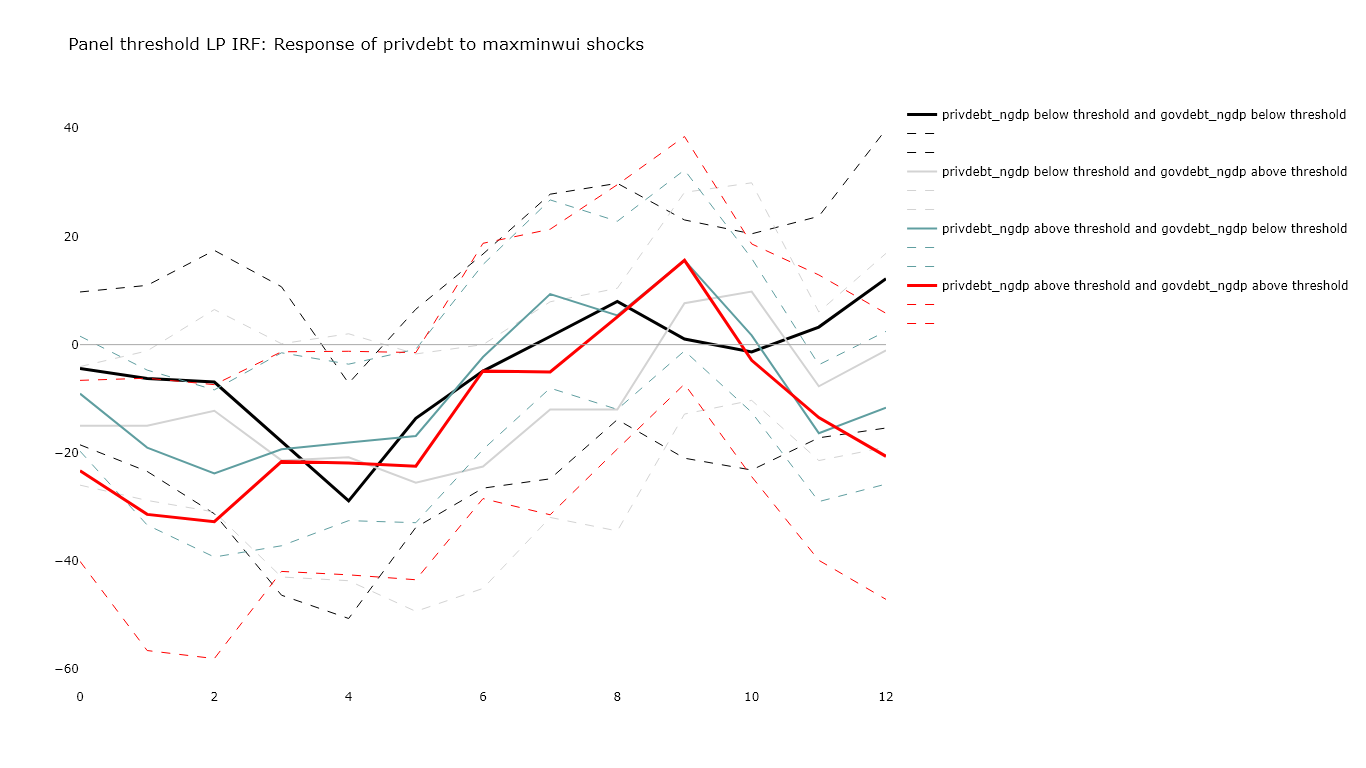 Panel threshold LP IRF: Response of privdebt to maxminwui shocks
40
20
0
−20
−40
−60
0 2 4 6 8 10 12
privdebt_ngdp below threshold and govdebt_ngdp below threshold
privdebt_ngdp below threshold and govdebt_ngdp above threshold
privdebt_ngdp above threshold and govdebt_ngdp below threshold
privdebt_ngdp above threshold and govdebt_ngdp above threshold